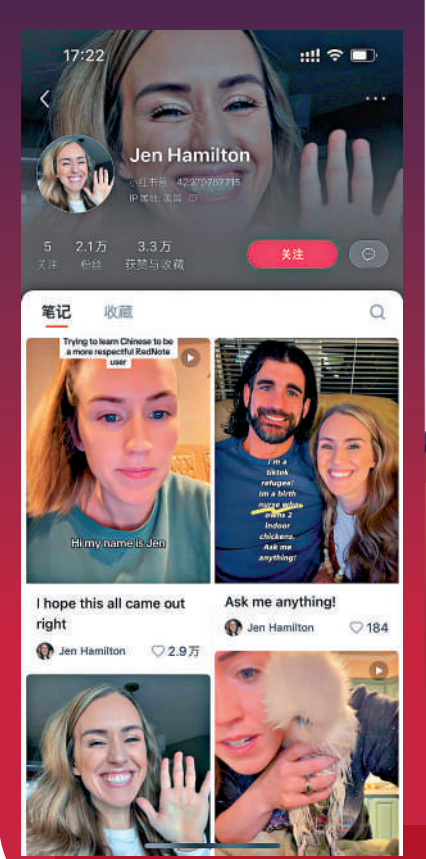 17:22
Jen Hamilton
小红书号：42979787715
IP属地：美国
5 2.1万 3.3万
关注 粉丝 获赞与收藏
关注
笔记 收藏
Trying to learn Chinese to be
a more respectful RedNote
user
Hi my name is Jen
I'm a
tiktok
refugee!
Im a birth
nurse who
owns 2
indoor
chickens.
Ask me
anything!
I hope this all came out
right
Jen Hamilton 2.9万
Ask me anything!
Jen Hamilton 184